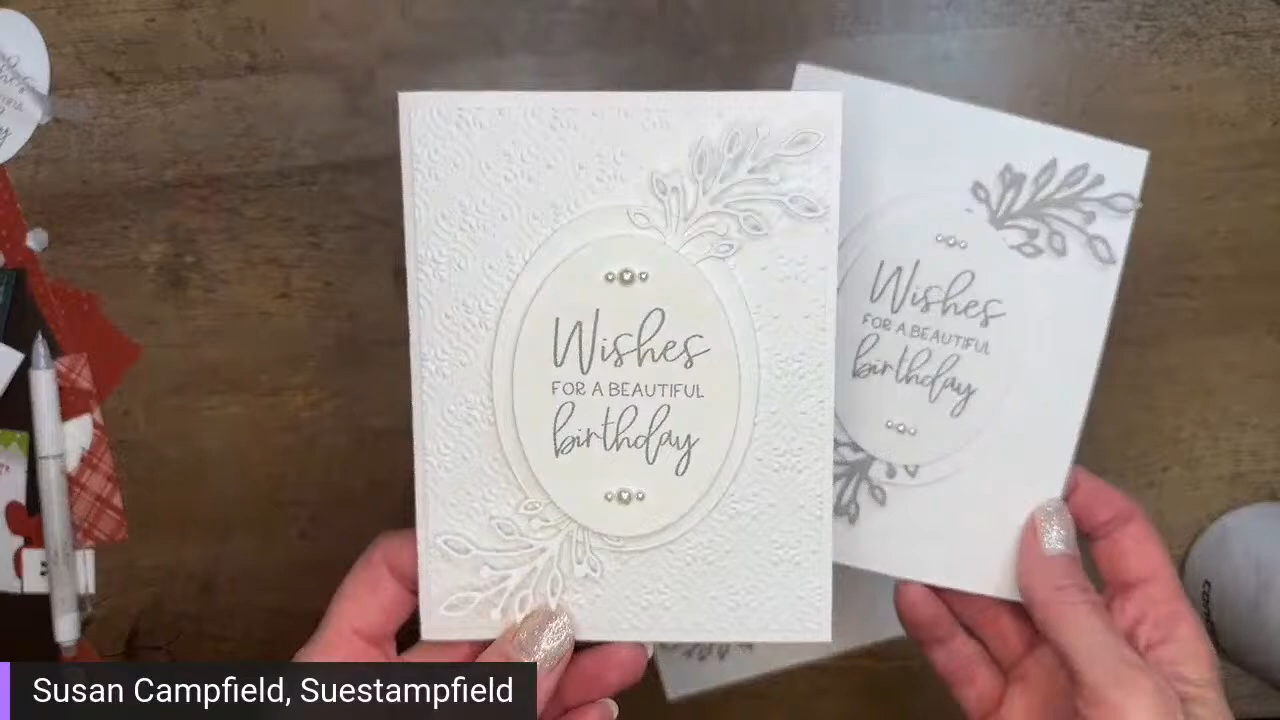 Wishes
FOR A BEAUTIFUL
birthday
Wishes
FOR A BEAUTIFUL
birthday
Susan Campfield, Suestampfield